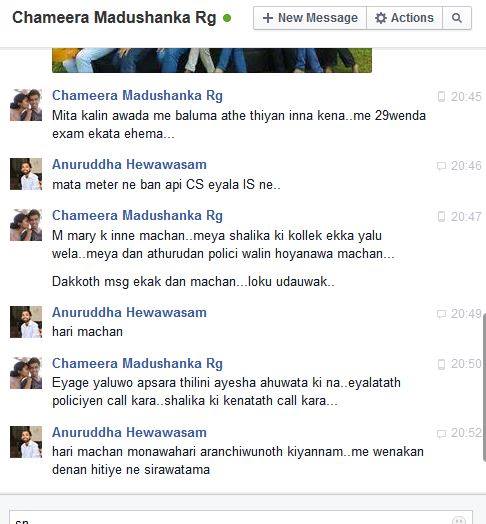 Chameera Madushanka Rg
+ New Message
Actions
Chameera Madushanka Rg 20:45
Mita kalin awada me baluma athe thiyan inna kena..me 29wenda
exam ekata ehema...
Anuruddha Hewawasam 20:46
mata meter ne ban api CS eyala IS ne..
Chameera Madushanka Rg 20:47
M mary k inne machan..meya shalika ki kollek ekka yalu
wela..meya dan athurudan polici walin hoyanawa machan...
Dakkoth msg ekak dan machan...loku udauwak..
Anuruddha Hewawasam 20:49
hari machan
Chameera Madushanka Rg 20:50
Eyage yaluwo apsara thilini ayesha ahuwata ki na..eyalatath
policiyen call kara..shalika ki kenatath call kara...
Anuruddha Hewawasam 20:52
hari machan monawahari aranchiwunoth kiyannam..me wenakan
denan hitiye ne sirawatama